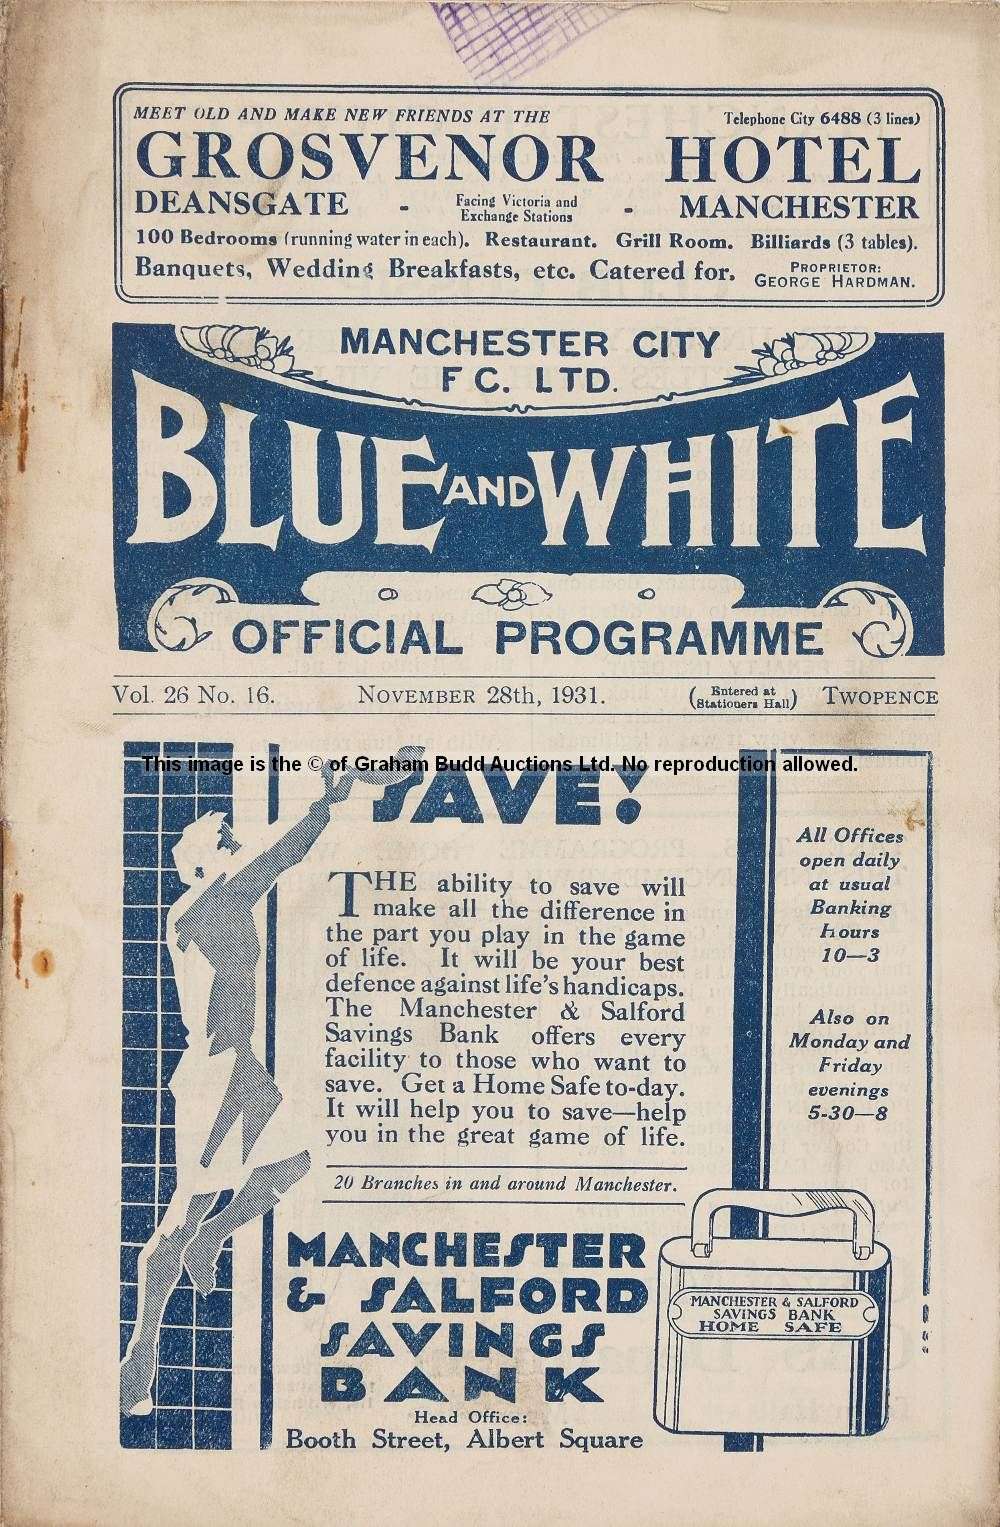 MEET OLD AND MAKE NEW FRIENDS AT THE
Telephone City 6488 (3 lines)
GROSVENOR HOTEL
DEANSGATE - Facing Victoria and Exchange Stations - MANCHESTER
100 Bedrooms (running water in each). Restaurant. Grill Room. Billiards (3 tables).
Banquets, Wedding Breakfasts, etc. Catered for.
PROPRIETOR:
GEORGE HARDMAN.
MANCHESTER CITY
F C. LTD.
BLUE AND WHITE
OFFICIAL PROGRAMME
Vol. 26 No. 16. NOVEMBER 28th, 1931. (Entered at Stationers Hall) TWOPENCE
This image is the © of Graham Budd Auctions Ltd. No reproduction allowed.
SAVE!
THE ability to save will
make all the difference in
the part you play in the game
of life. It will be your best
defence against life's handicaps.
The Manchester & Salford
Savings Bank offers every
facility to those who want to
save. Get a Home Safe to-day.
It will help you to save—help
you in the great game of life.
20 Branches in and around Manchester.
MANCHESTER
& SALFORD
SAVINGS
BANK
Head Office:
Booth Street, Albert Square
All Offices
open daily
at usual
Banking
Hours
10—3
Also on
Monday and
Friday
evenings
5-30—8
MANCHESTER & SALFORD
SAVINGS BANK
HOME SAFE